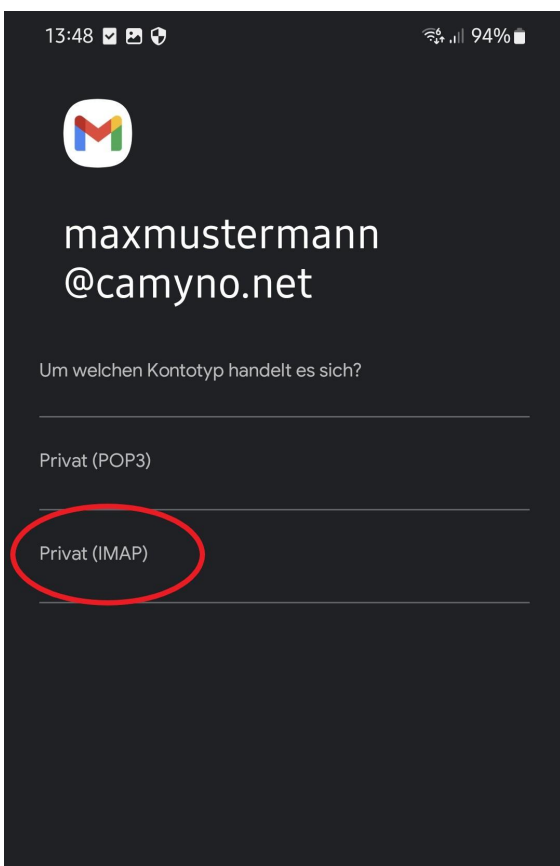 13:48
94%
maxmustermann
@camyno.net
Um welchen Kontotyp handelt es sich?
Privat (POP3)
Privat (IMAP)